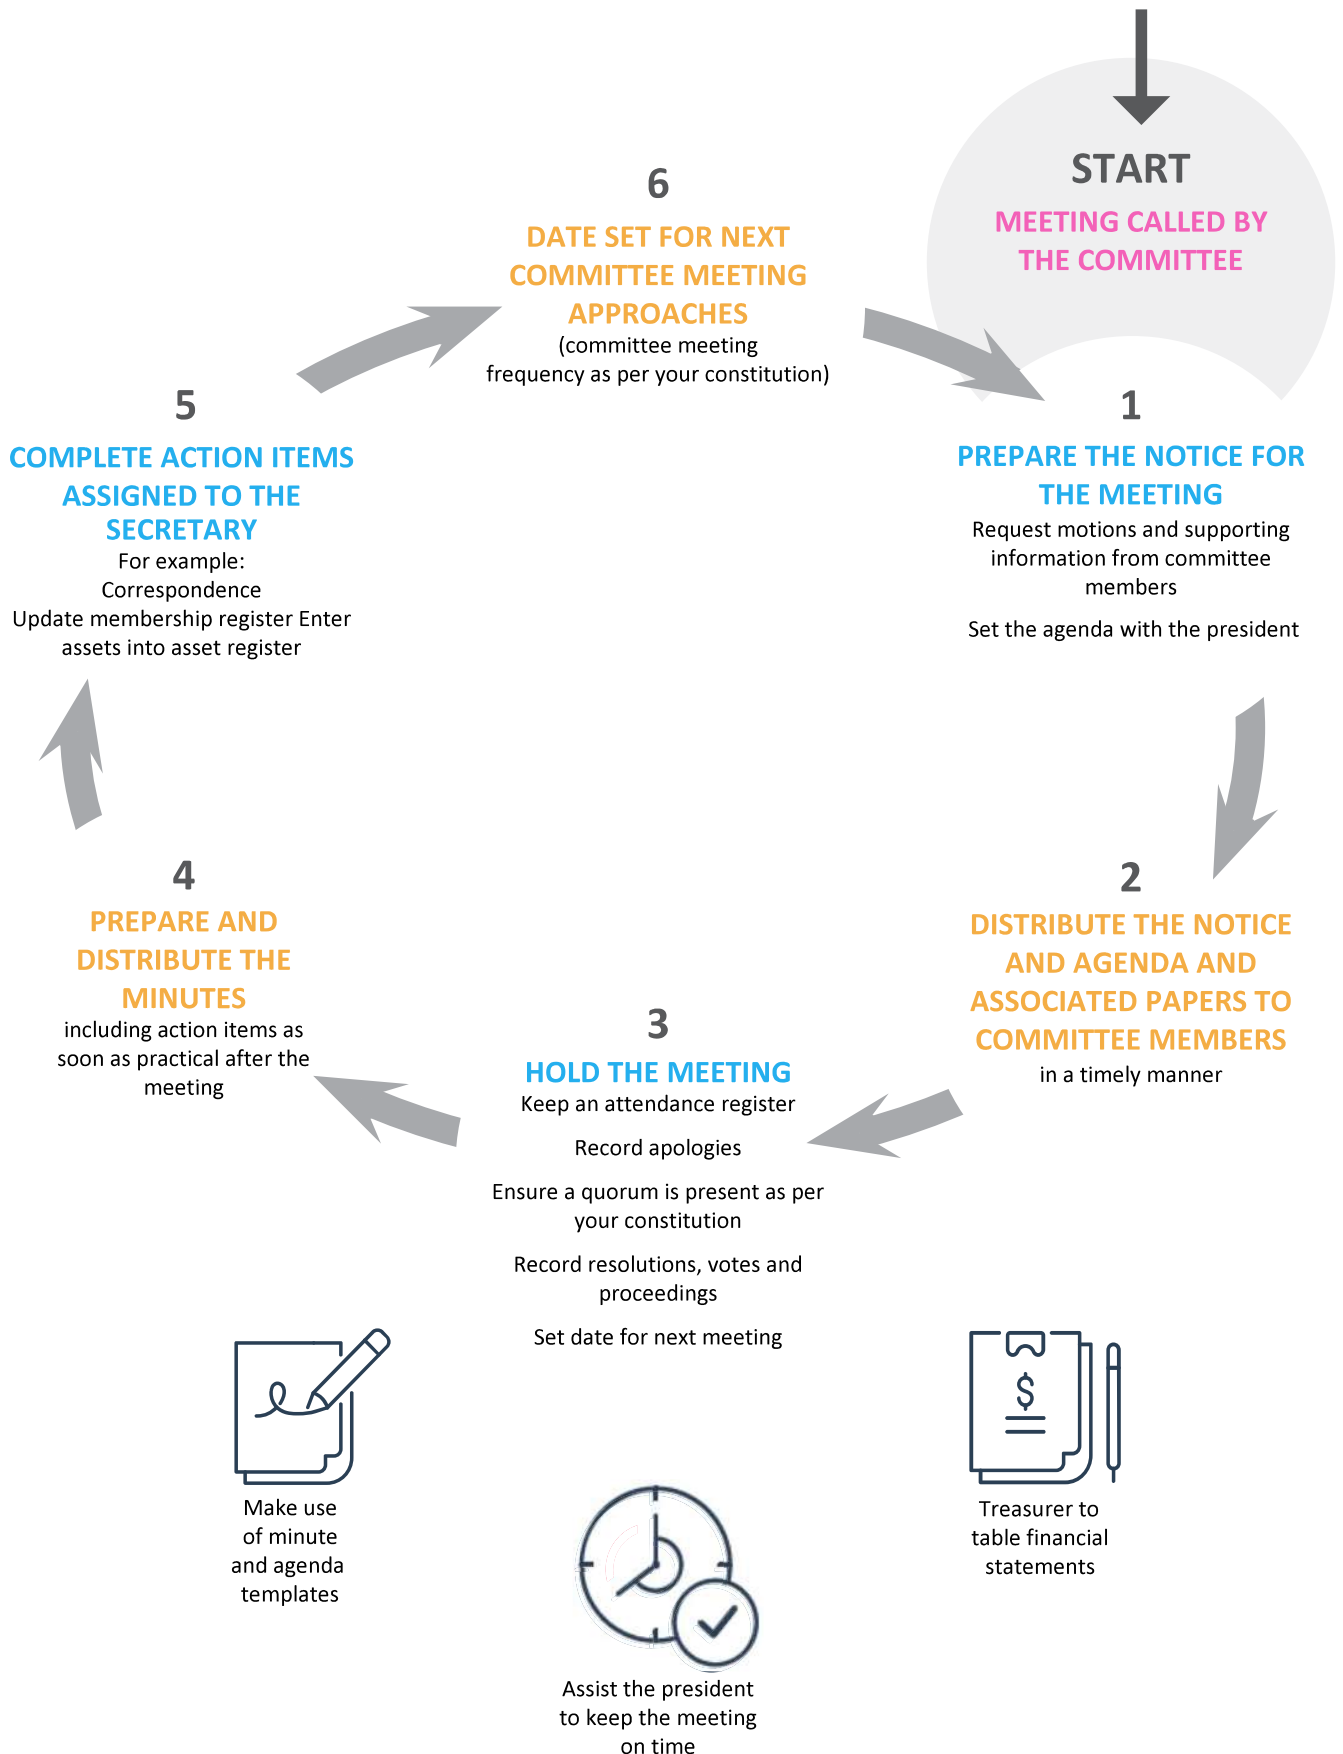 START
MEETING CALLED BY
THE COMMITTEE
1
PREPARE THE NOTICE FOR
THE MEETING
Request motions and supporting
information from committee
members
Set the agenda with the president
2
DISTRIBUTE THE NOTICE
AND AGENDA AND
ASSOCIATED PAPERS TO
COMMITTEE MEMBERS
in a timely manner
3
HOLD THE MEETING
Keep an attendance register
Record apologies
Ensure a quorum is present as per
your constitution
Record resolutions, votes and
proceedings
Set date for next meeting
4
PREPARE AND
DISTRIBUTE THE
MINUTES
including action items as
soon as practical after the
meeting
5
COMPLETE ACTION ITEMS
ASSIGNED TO THE
SECRETARY
For example:
Correspondence
Update membership register Enter
assets into asset register
6
DATE SET FOR NEXT
COMMITTEE MEETING
APPROACHES
(committee meeting
frequency as per your constitution)
Make use
of minute
and agenda
templates
Assist the president
to keep the meeting
on time
$
Treasurer to
table financial
statements